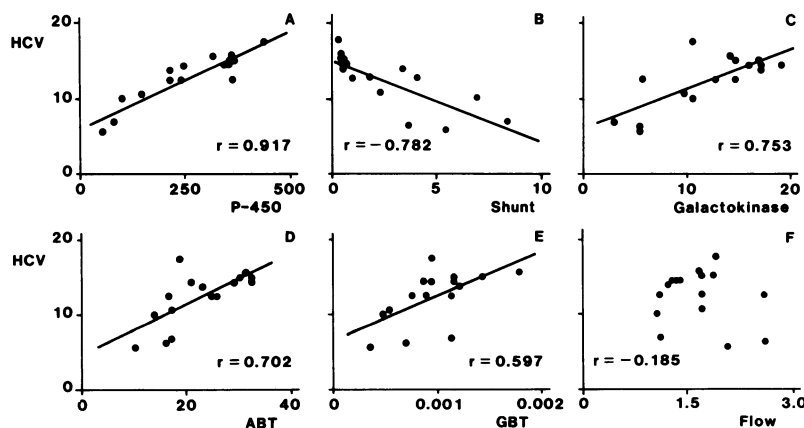 A
B
C
HCV
20
10
0
r = 0.917
r = −0.782
r = 0.753
0 250 500
0 5 10
0 10 20
P-450
Shunt
Galactokinase
D
E
F
HCV
20
10
0
r = 0.702
r = 0.597
r = −0.185
0 20 40
0 0.001 0.002
0 1.5 3.0
ABT
GBT
Flow